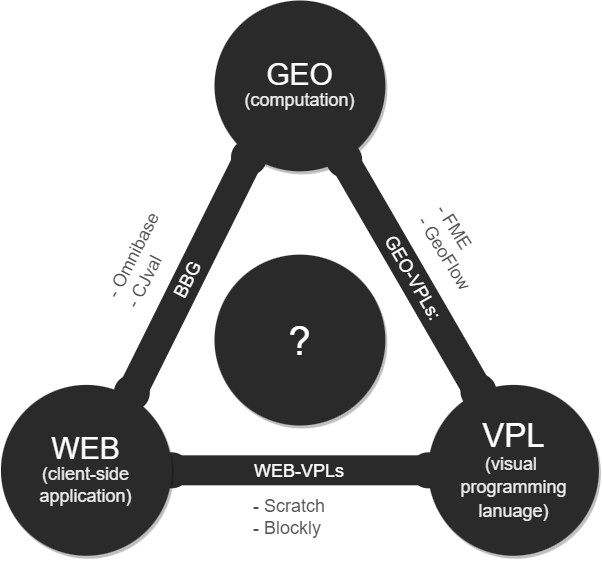 GEO
(computation)
- Omnibase
- CJval
BBG
- FME
- GeoFlow
GEO-VPLs:
?
WEB
(client-side
application)
WEB-VPLs
- Scratch
- Blockly
VPL
(visual
programming
lanuage)